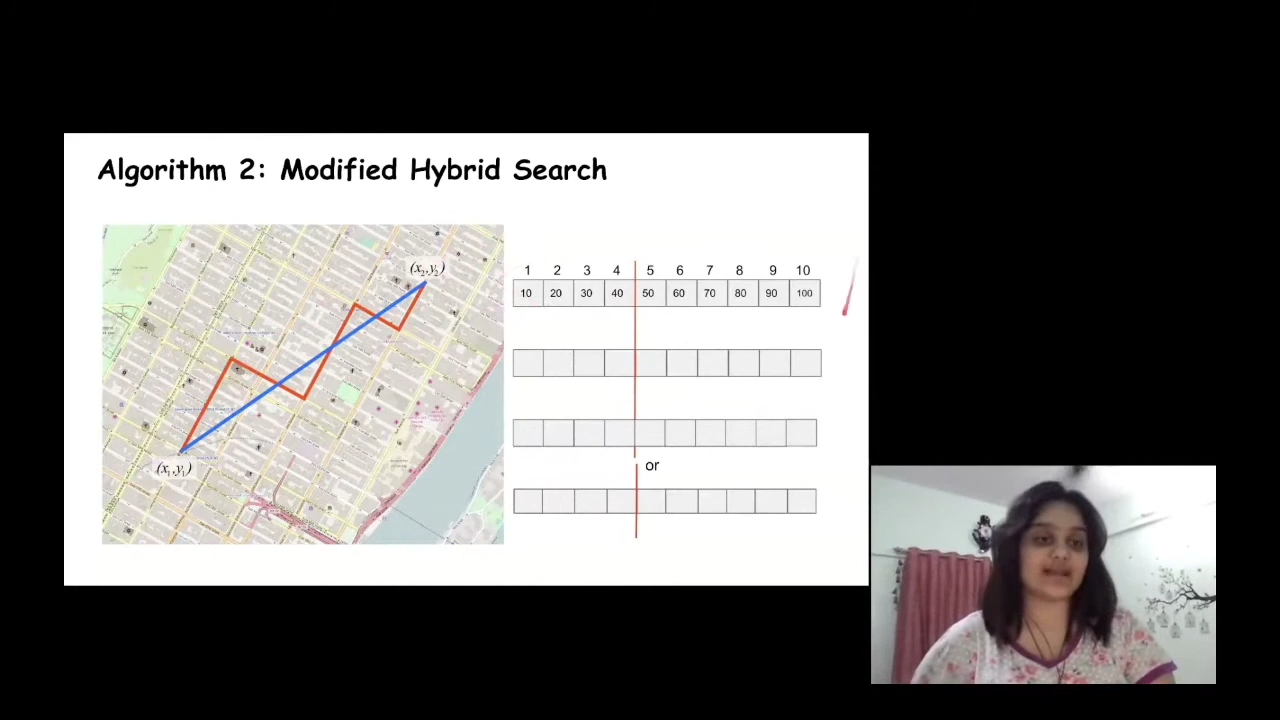 Algorithm 2: Modified Hybrid Search
(x₂,y₂)
(x₁,y₁)
1 2 3 4 5 6 7 8 9 10
10 20 30 40 50 60 70 80 90 100
or